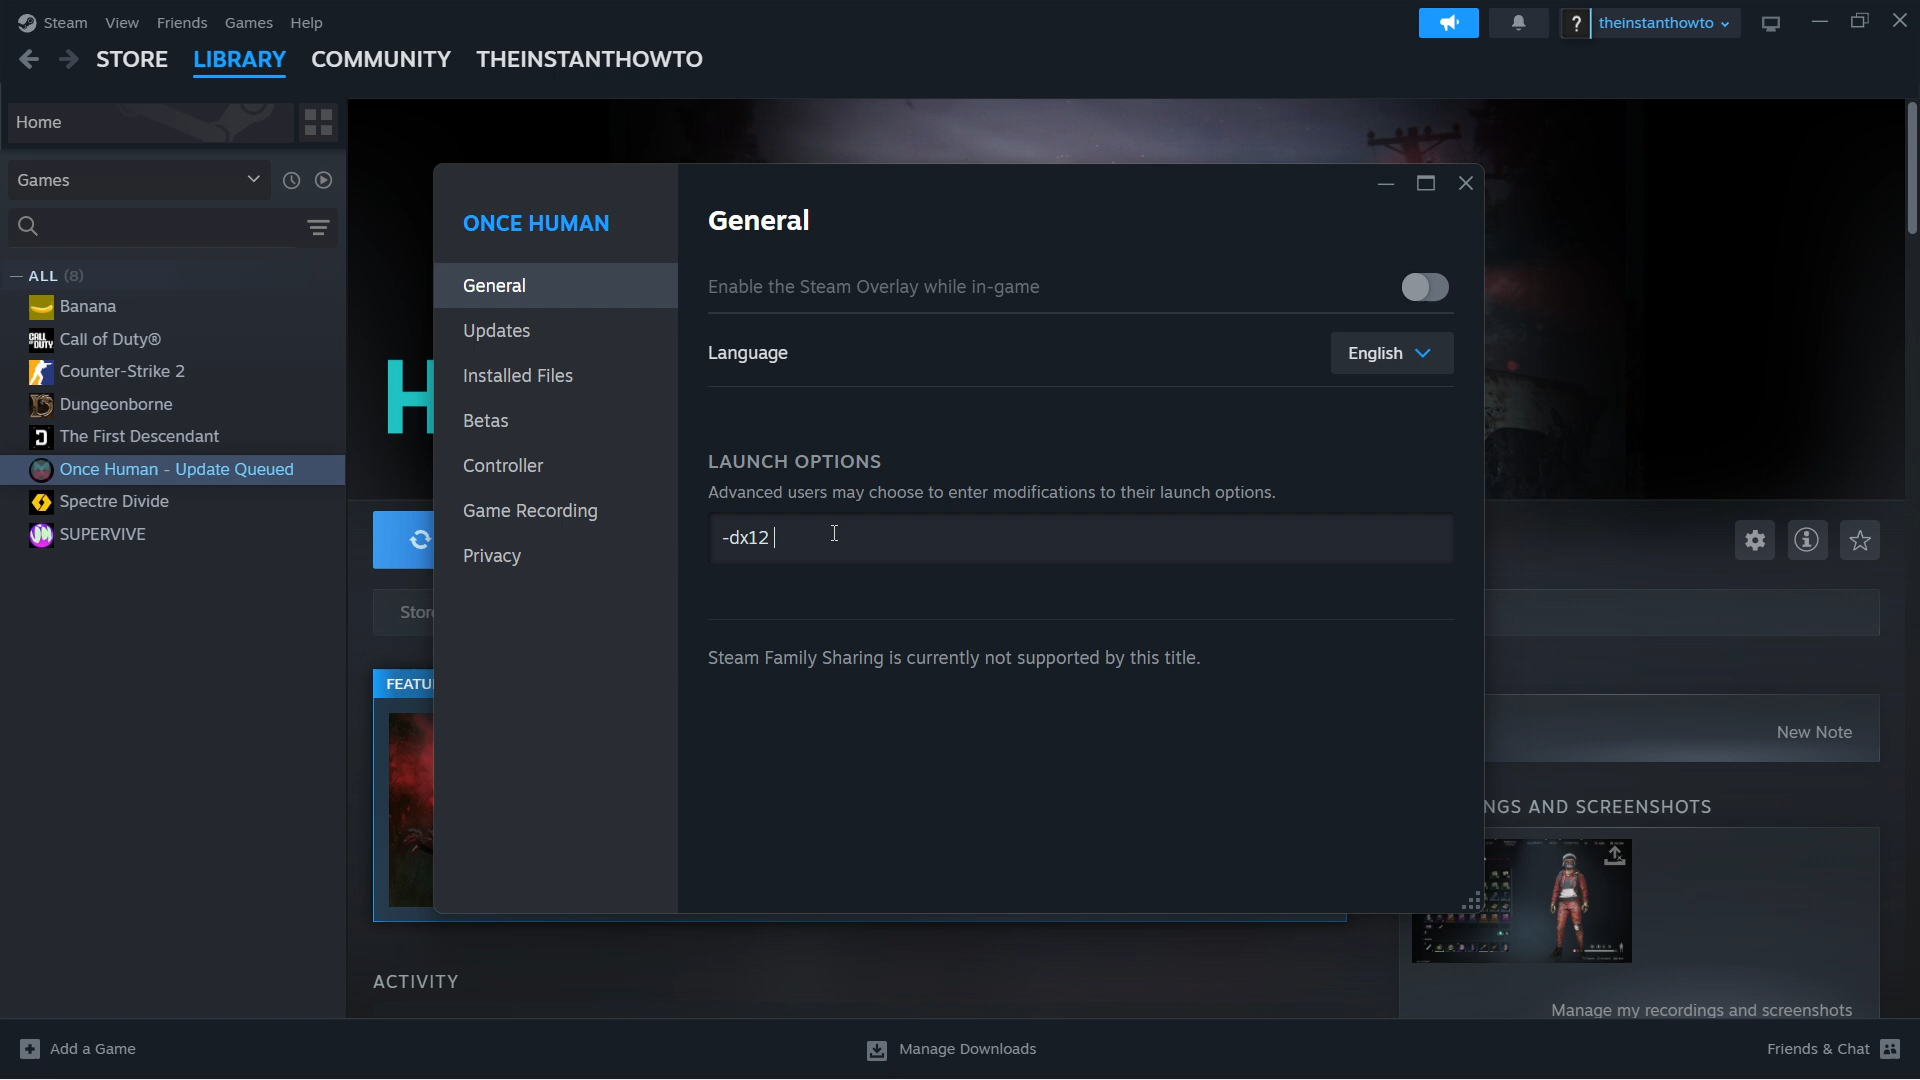 Steam View Friends Games Help
? theinstanthowto
STORE LIBRARY COMMUNITY THEINSTANTHOWTO
Home
Games
— ALL (8)
Banana
Call of Duty®
Counter-Strike 2
Dungeonborne
The First Descendant
Once Human - Update Queued
Spectre Divide
SUPERVIVE
H
ONCE HUMAN
General
Updates
Installed Files
Betas
Controller
Game Recording
Privacy
General
Enable the Steam Overlay while in-game
Language English
LAUNCH OPTIONS
Advanced users may choose to enter modifications to their launch options.
-dx12
Steam Family Sharing is currently not supported by this title.
Stor
FEATU
New Note
NGS AND SCREENSHOTS
Manage my recordings and screenshots
ACTIVITY
Add a Game Manage Downloads Friends & Chat